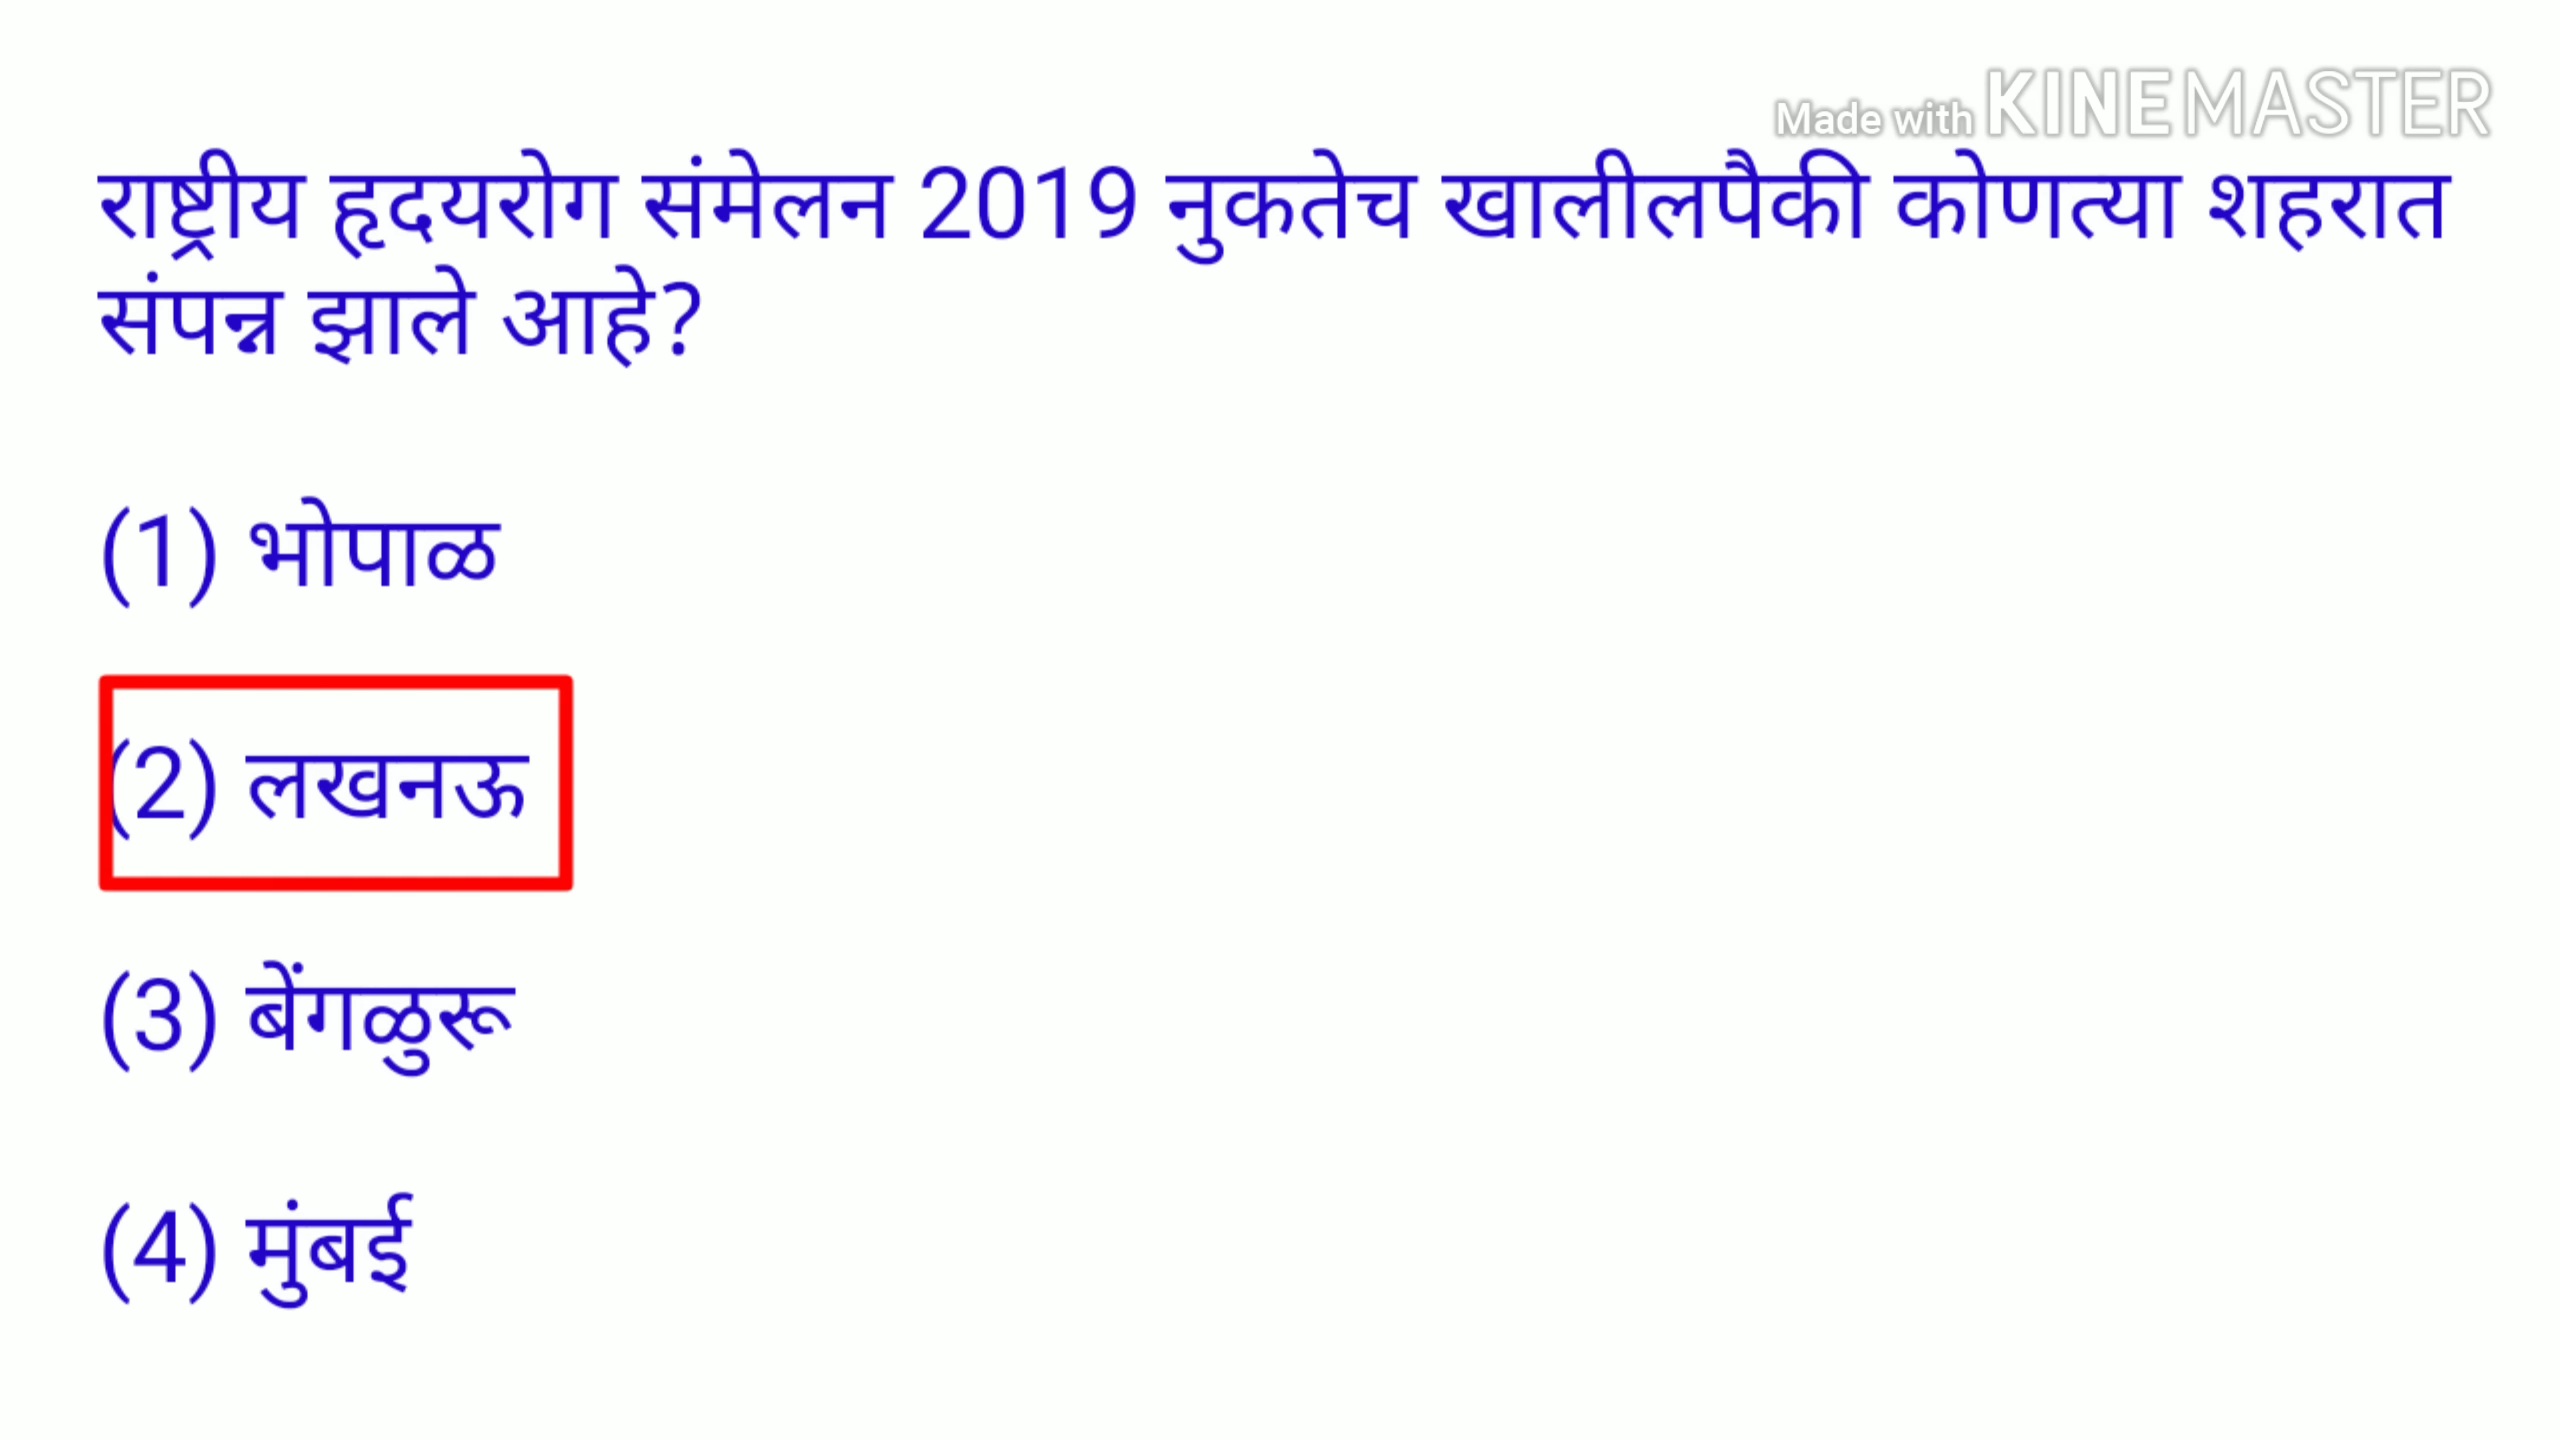 Made with KINEMASTER
राष्ट्रीय हृदयरोग संमेलन 2019 नुकतेच खालीलपैकी कोणत्या शहरात
संपन्न झाले आहे?
(1) भोपाळ
(2) लखनऊ
(3) बेंगळुरू
(4) मुंबई